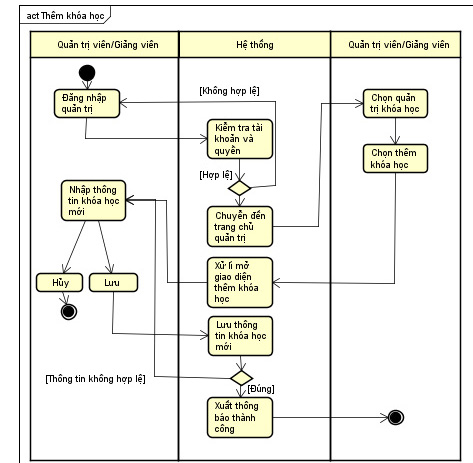 act Thêm khóa học
Quản trị viên/Giảng viên
Hệ thống
Quản trị viên/Giảng viên
Đăng nhập
quản trị
[Không hợp lệ]
Chọn quản
trị khóa học
Kiểm tra tài
khoản và
quyền
Chọn thêm
khóa học
[Hợp lệ]
Nhập thông
tin khóa học
mới
Chuyển đến
trang chủ
quản trị
Xử lí mở
giao diện
thêm khóa
học
Hủy
Lưu
Lưu thông
tin khóa học
mới
[Thông tin không hợp lệ]
[Đúng]
Xuất thông
báo thành
công